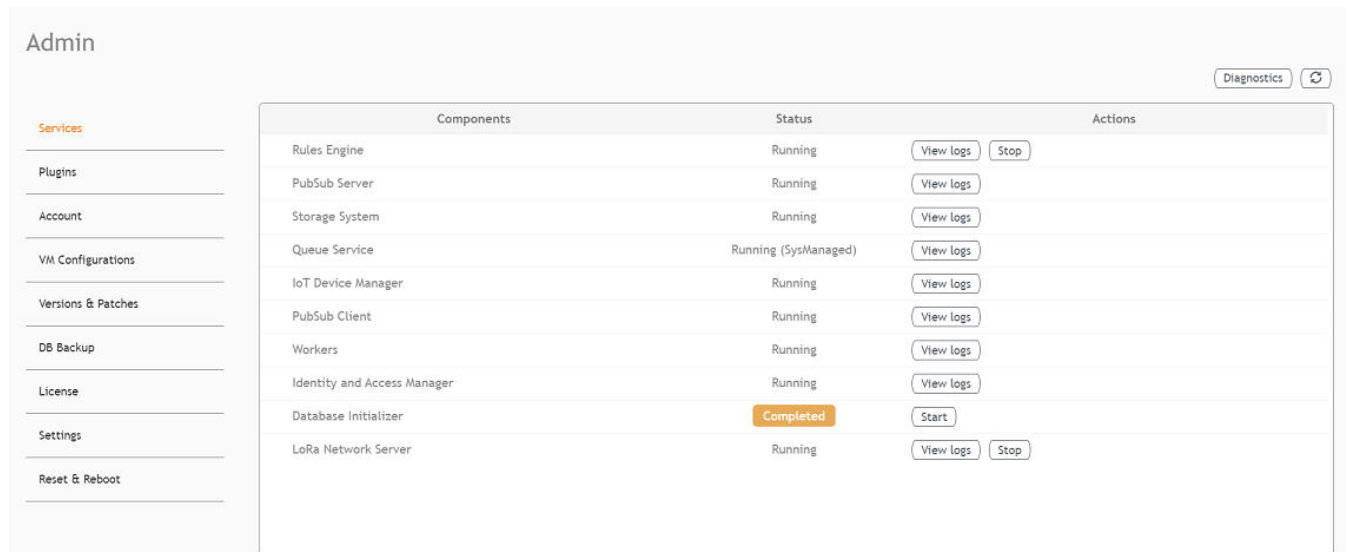 Admin
Diagnostics
Services
Plugins
Account
VM Configurations
Versions & Patches
DB Backup
License
Settings
Reset & Reboot
Components Status Actions
Rules Engine Running View logs Stop
PubSub Server Running View logs
Storage System Running View logs
Queue Service Running (SysManaged) View logs
IoT Device Manager Running View logs
PubSub Client Running View logs
Workers Running View logs
Identity and Access Manager Running View logs
Database Initializer Completed Start
LoRa Network Server Running View logs Stop